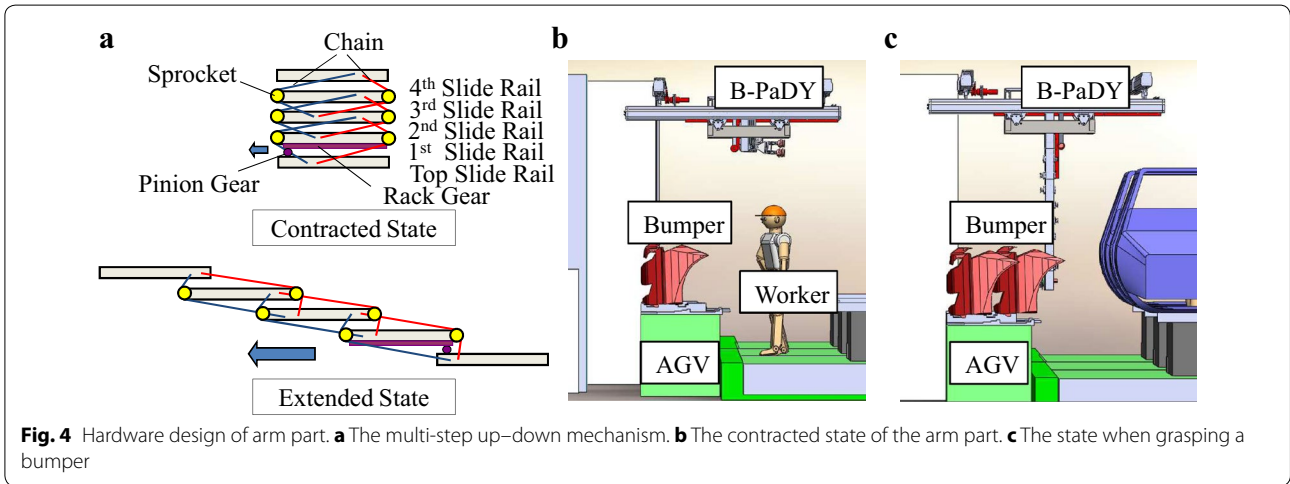 a
Chain
Sprocket
4th Slide Rail
3rd Slide Rail
2nd Slide Rail
1st Slide Rail
Top Slide Rail
Pinion Gear
Rack Gear
Contracted State
Extended State
b
B-PaDY
Bumper
Worker
AGV
c
B-PaDY
Bumper
AGV
Fig. 4 Hardware design of arm part. a The multi-step up–down mechanism. b The contracted state of the arm part. c The state when grasping a
bumper